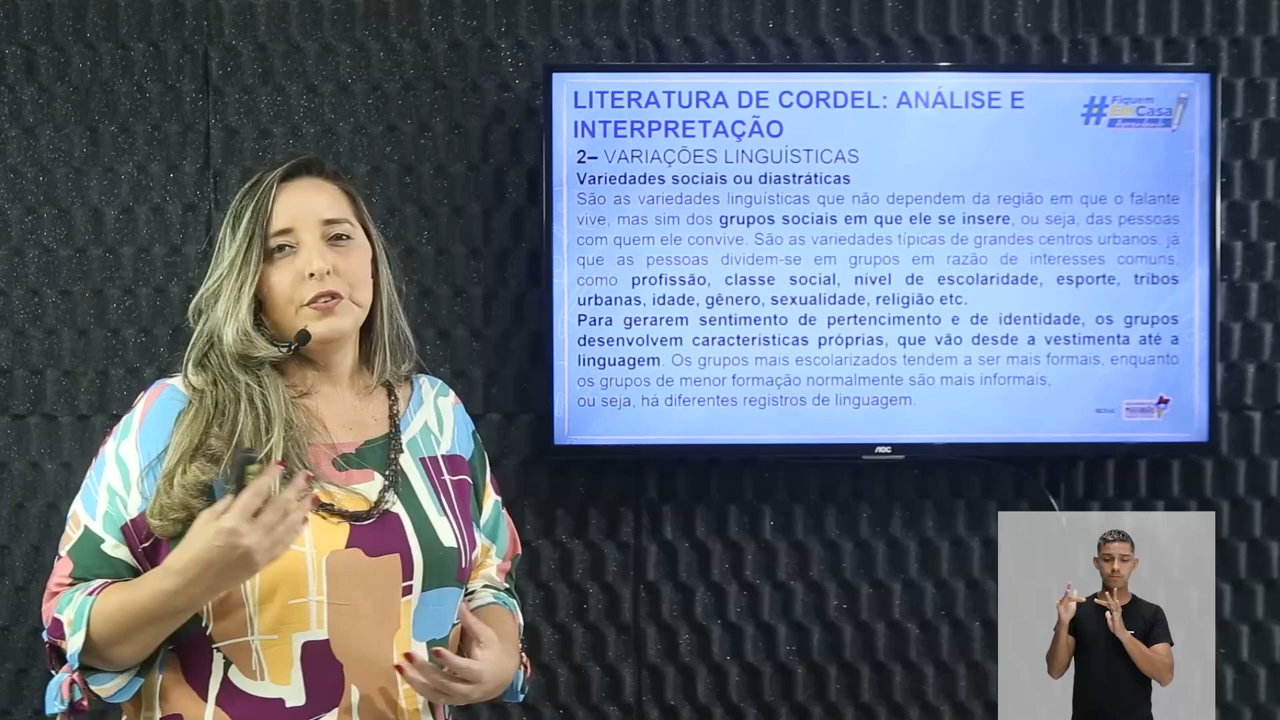 LITERATURA DE CORDEL: ANÁLISE E
INTERPRETAÇÃO
#Fiquem
EmCasa
2– VARIAÇÕES LINGUÍSTICAS
Variedades sociais ou diastráticas
São as variedades linguísticas que não dependem da região em que o falante
vive, mas sim dos grupos sociais em que ele se insere, ou seja, das pessoas
com quem ele convive. São as variedades típicas de grandes centros urbanos, já
que as pessoas dividem-se em grupos em razão de interesses comuns,
como profissão, classe social, nível de escolaridade, esporte, tribos
urbanas, idade, gênero, sexualidade, religião etc.
Para gerarem sentimento de pertencimento e de identidade, os grupos
desenvolvem características próprias, que vão desde a vestimenta até a
linguagem. Os grupos mais escolarizados tendem a ser mais formais, enquanto
os grupos de menor formação normalmente são mais informais,
ou seja, há diferentes registros de linguagem.
SEDUC
AOC